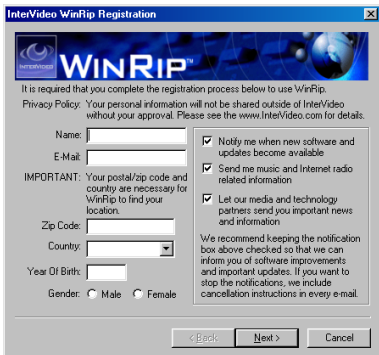 InterVideo WinRip Registration
INTERVIDEO
WINRIP™
It is required that you complete the registration process below to use WinRip.
Privacy Policy: Your personal information will not be shared outside of InterVideo
without your approval. Please see the www.InterVideo.com for details.
Name:
E-Mail:
IMPORTANT: Your postal/zip code and
country are necessary for
WinRip to find your
location.
Zip Code:
Country:
Year Of Birth:
Gender: Male Female
Notify me when new software and
updates become available
Send me music and Internet radio
related information
Let our media and technology
partners send you important news
and information
We recommend keeping the notification
box above checked so that we can
inform you of software improvements
and important updates. If you want to
stop the notifications, we include
cancellation instructions in every e-mail.
< Back Next > Cancel